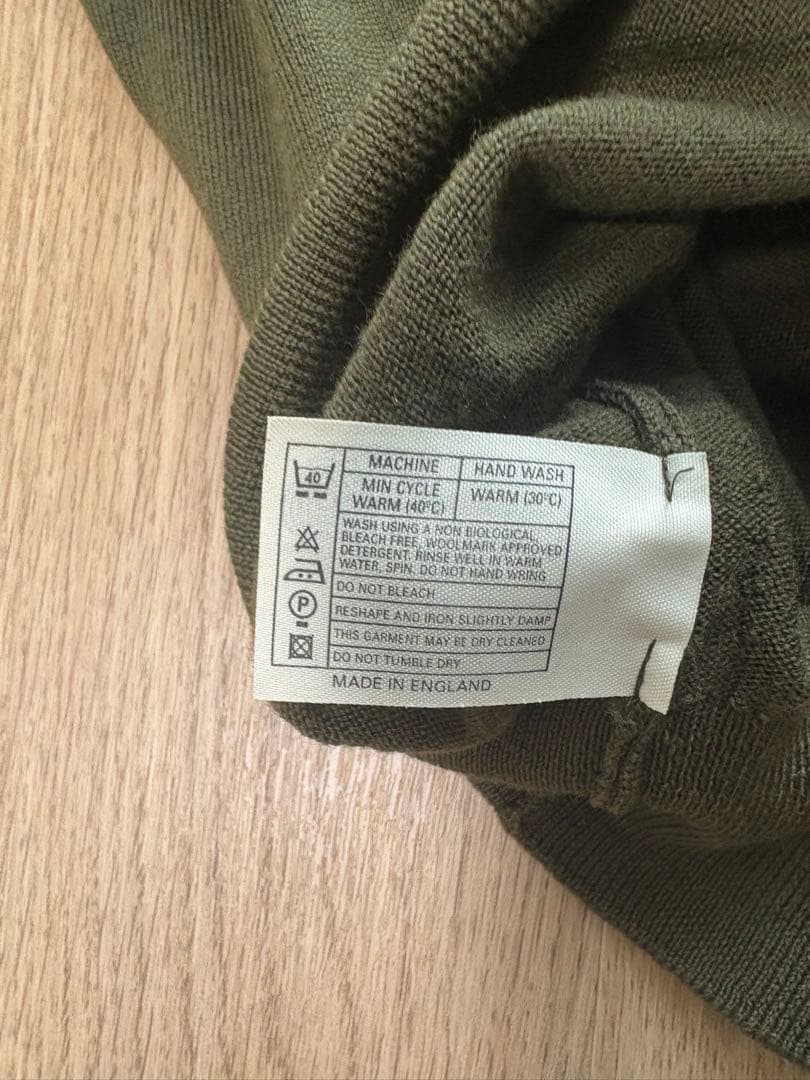 40
MACHINE HAND WASH
MIN CYCLE WARM (30°C)
WARM (40°C)
WASH USING A NON BIOLOGICAL,
BLEACH FREE, WOOLMARK APPROVED
DETERGENT. RINSE WELL IN WARM
WATER, SPIN. DO NOT HAND WRING
DO NOT BLEACH
RESHAPE AND IRON SLIGHTLY DAMP
P
THIS GARMENT MAY BE DRY CLEANED
DO NOT TUMBLE DRY
MADE IN ENGLAND